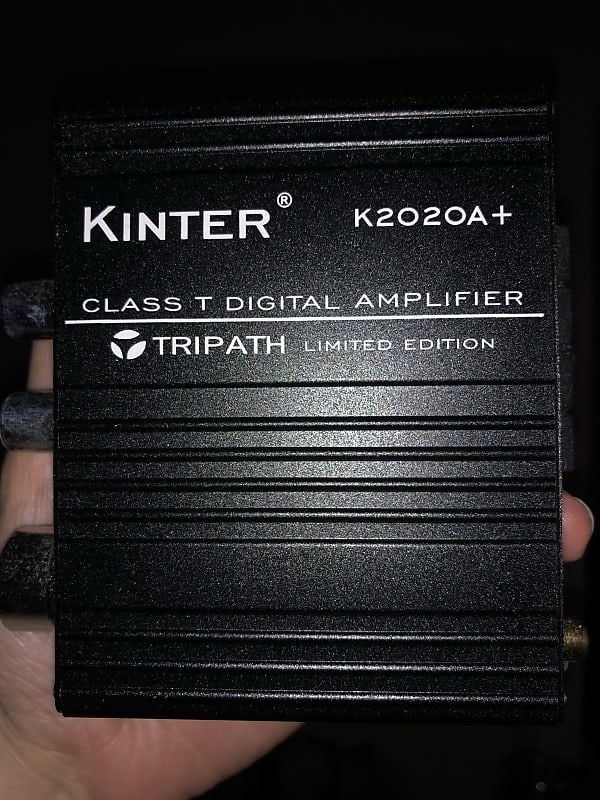 KINTER® K2020A+
CLASS T DIGITAL AMPLIFIER
TRIPATH LIMITED EDITION